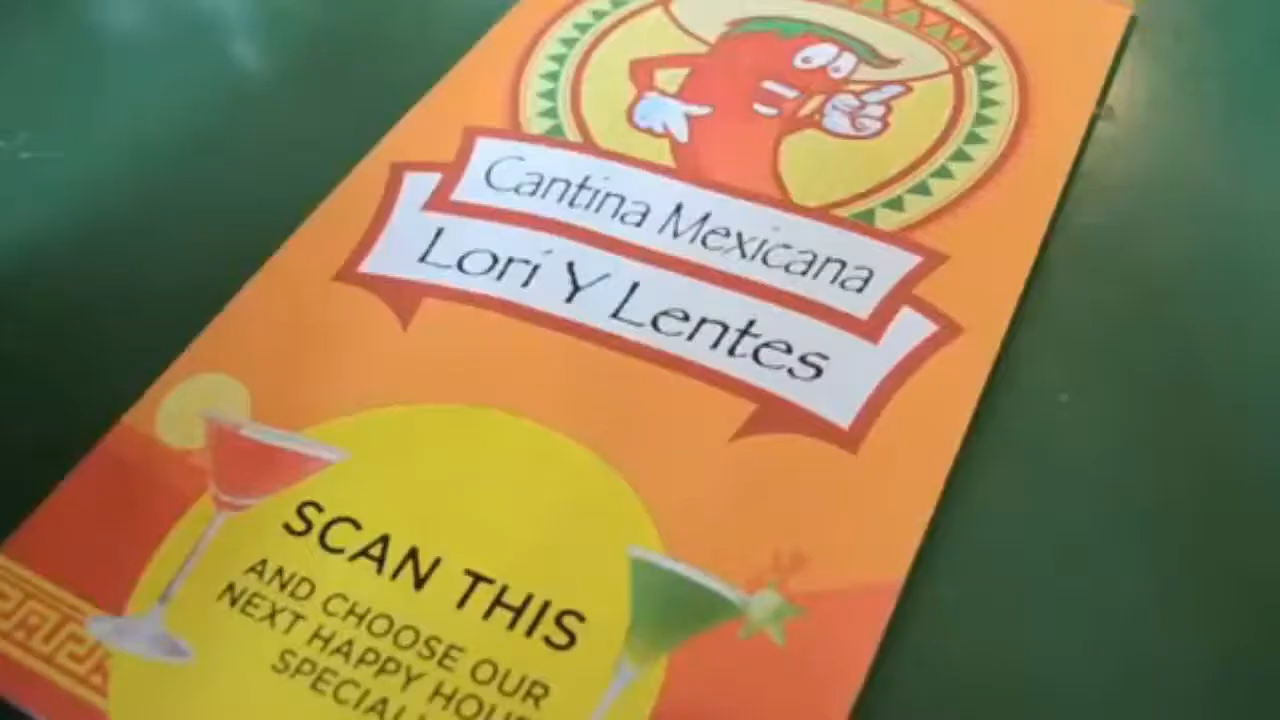 Cantina Mexicana
Lori Y Lentes
SCAN THIS
AND CHOOSE OUR
NEXT HAPPY HOUR
SPECIAL